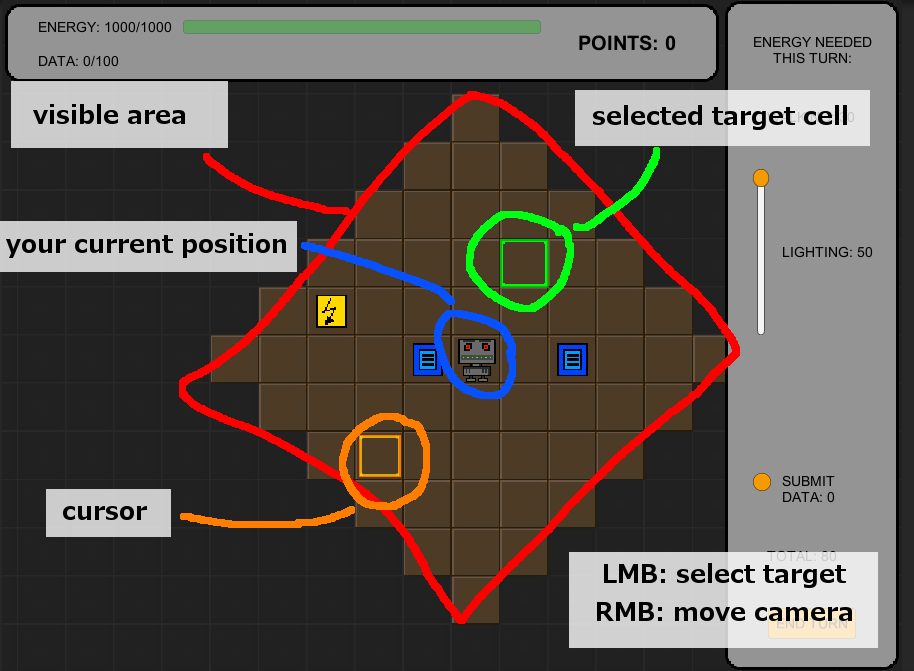 ENERGY: 1000/1000
POINTS: 0
DATA: 0/100
ENERGY NEEDED
THIS TURN:
visible area
selected target cell
your current position
LIGHTING: 50
cursor
SUBMIT
DATA: 0
TOTAL: 80
LMB: select target
RMB: move camera
END TURN